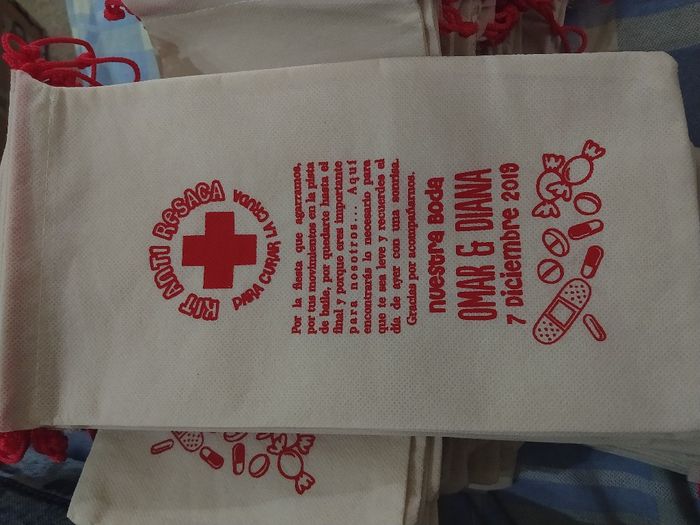 KIT ANTI RESACA
PARA CURAR LA CRUDA
Por la fiesta que agarramos,
por tus movimientos en la pista
de baile, por quedarte hasta el
final y porque eres importante
para nosotros... Aquí
encontrarás lo necesario para
que te sea leve y recuerdes el
día de ayer con una sonrisa.
Gracias por acompañarnos.
nuestra Boda
OMAR & DIANA
7 Diciembre 2019